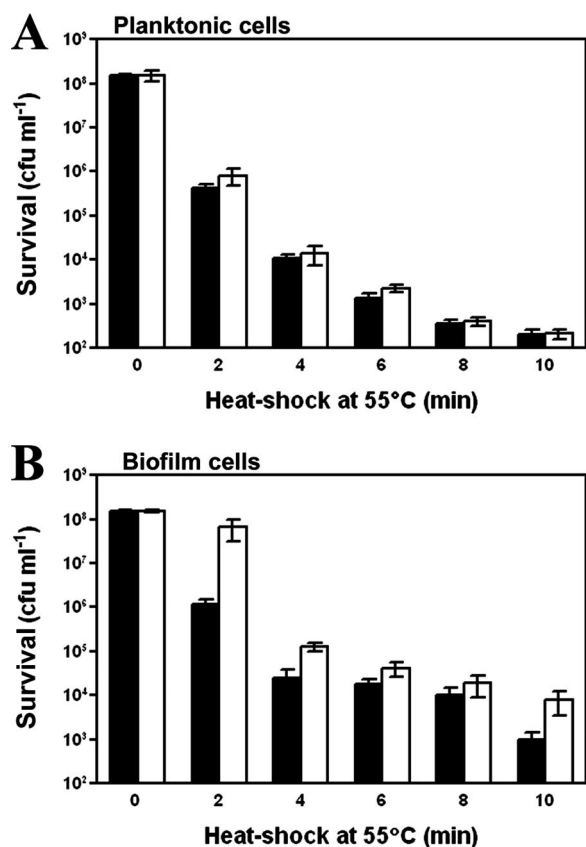 A
Planktonic cells
Survival (cfu ml⁻¹)
10⁹
10⁸
10⁷
10⁶
10⁵
10⁴
10³
10²
0 2 4 6 8 10
Heat-shock at 55°C (min)
B
Biofilm cells
Survival (cfu ml⁻¹)
10⁹
10⁸
10⁷
10⁶
10⁵
10⁴
10³
10²
0 2 4 6 8 10
Heat-shock at 55°C (min)